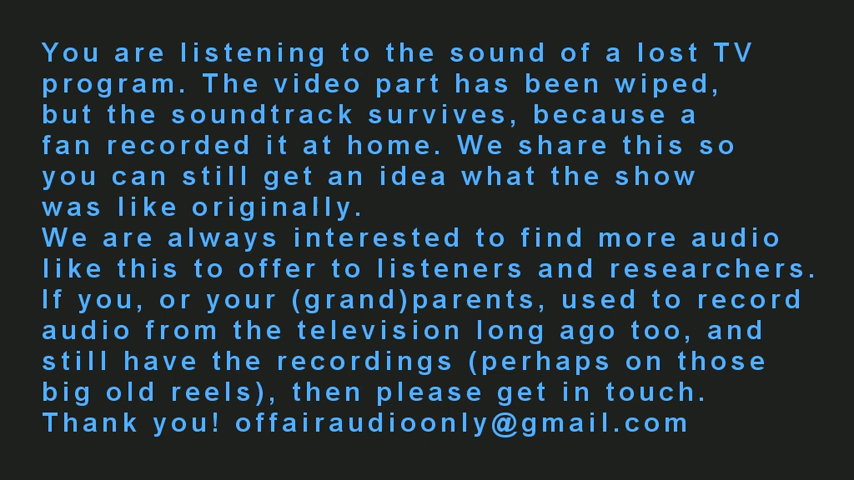 You are listening to the sound of a lost TV
program. The video part has been wiped,
but the soundtrack survives, because a
fan recorded it at home. We share this so
you can still get an idea what the show
was like originally.
We are always interested to find more audio
like this to offer to listeners and researchers.
If you, or your (grand)parents, used to record
audio from the television long ago too, and
still have the recordings (perhaps on those
big old reels), then please get in touch.
Thank you! offairaudioonly@gmail.com